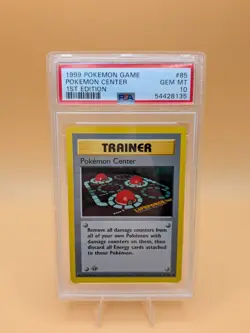 1999 POKEMON GAME #85
POKEMON CENTER GEM MT
1ST EDITION 10
PSA 54428135
TRAINER
Pokémon Center
Remove all damage counters from
all of your own Pokémon with
damage counters on them, then
discard all Energy cards attached
to those Pokémon.